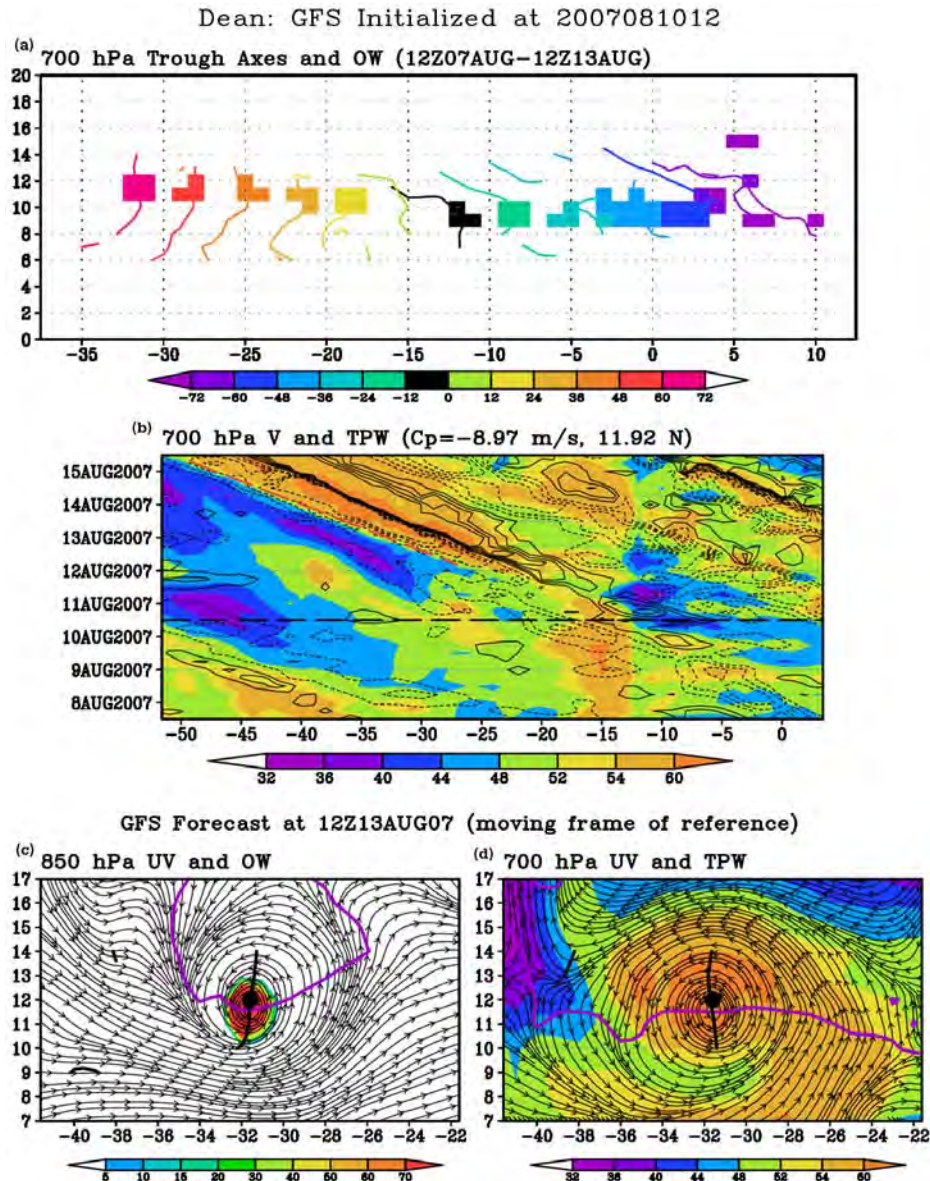 Dean: GFS Initialized at 2007081012
(a) 700 hPa Trough Axes and OW (12Z07AUG−12Z13AUG)
20
18
16
14
12
10
8
6
4
2
0
−35 −30 −25 −20 −15 −10 −5 0 5 10
−72 −60 −48 −36 −24 −12 0 12 24 36 48 60 72
(b) 700 hPa V and TPW (Cp=−8.97 m/s, 11.92 N)
15AUG2007
14AUG2007
13AUG2007
12AUG2007
11AUG2007
10AUG2007
9AUG2007
8AUG2007
−50 −45 −40 −35 −30 −25 −20 −15 −10 −5 0
32 36 40 44 48 52 54 60
GFS Forecast at 12Z13AUG07 (moving frame of reference)
(c) 850 hPa UV and OW
17
16
15
14
13
12
11
10
9
8
7
−40 −38 −36 −34 −32 −30 −28 −26 −24 −22
5 10 15 20 30 40 50 60 70
(d) 700 hPa UV and TPW
17
16
15
14
13
12
11
10
9
8
7
−40 −38 −36 −34 −32 −30 −28 −26 −24 −22
32 36 40 44 48 52 54 60